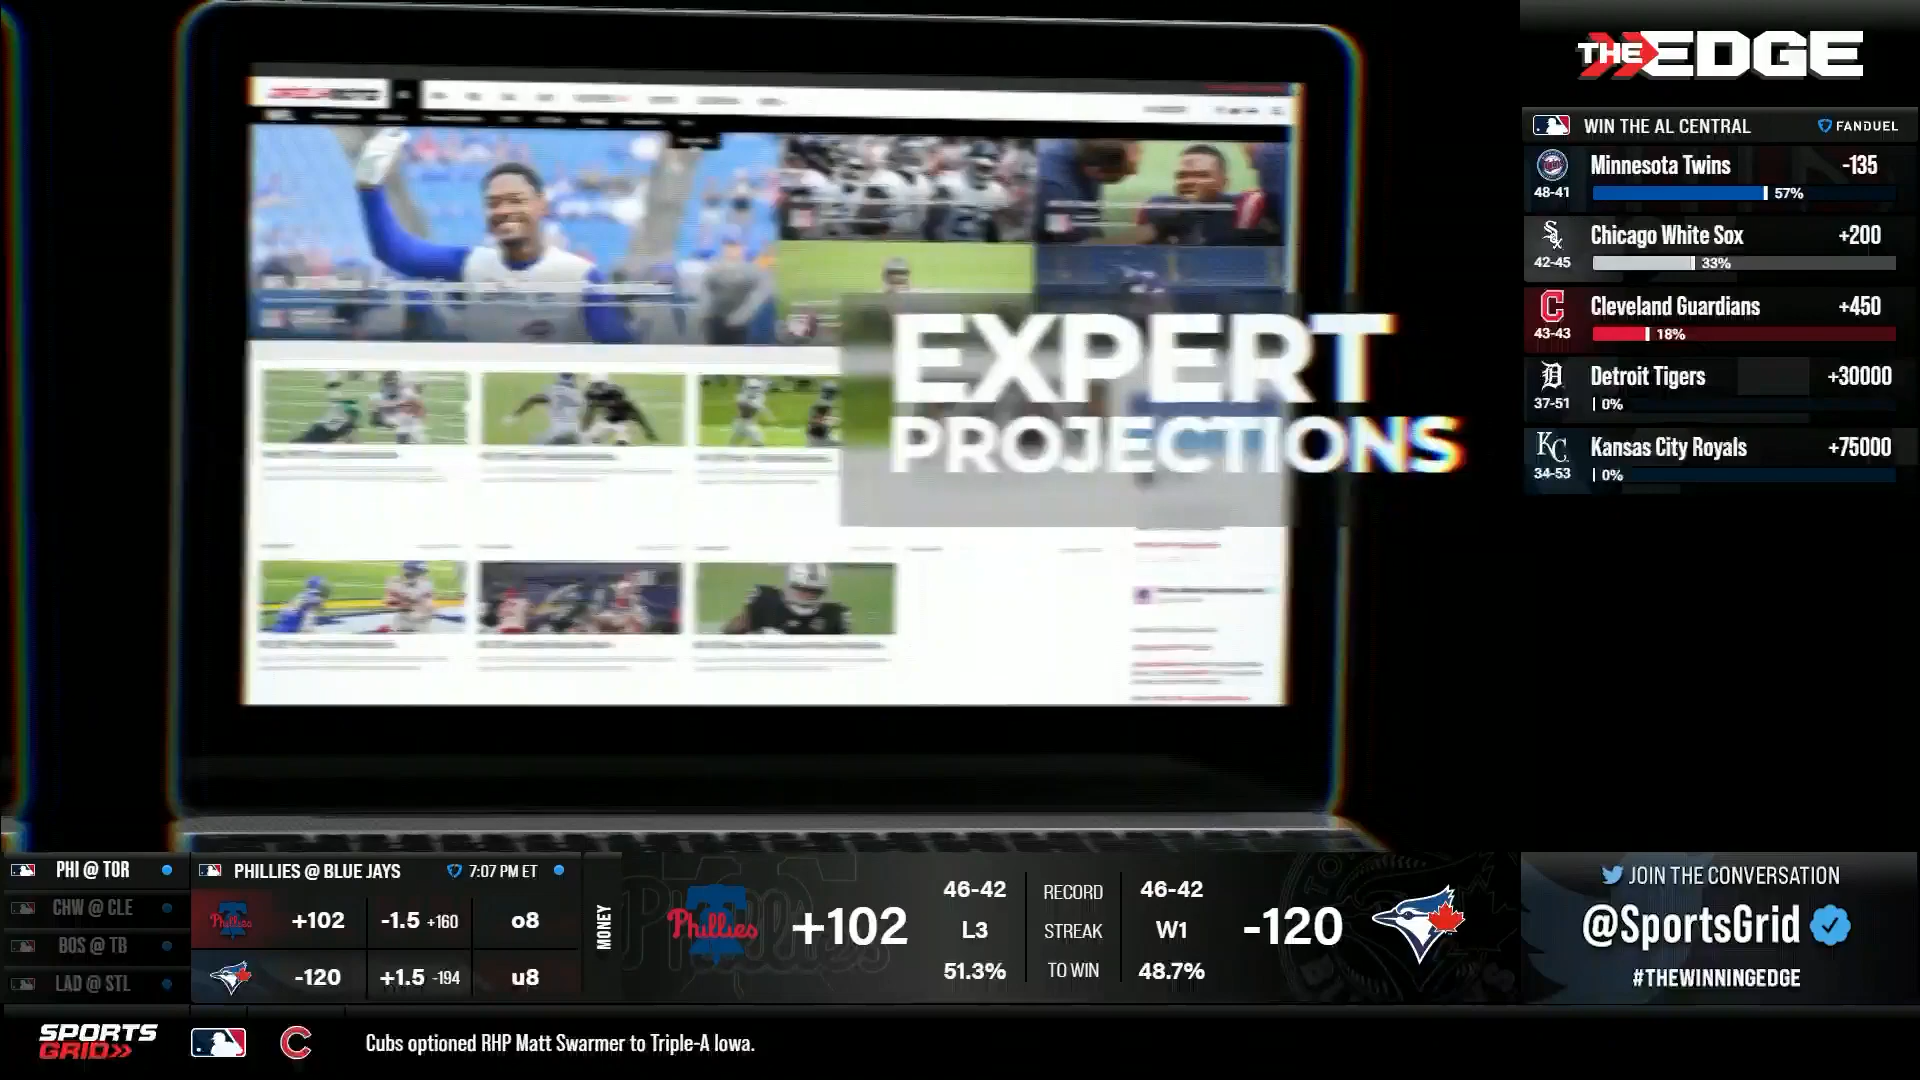 EXPERT
PROJECTIONS
THE EDGE
WIN THE AL CENTRAL FANDUEL
Minnesota Twins -135
48-41 57%
Chicago White Sox +200
42-45 33%
Cleveland Guardians +450
43-43 18%
Detroit Tigers +30000
37-51 0%
Kansas City Royals +75000
34-53 0%
PHI @ TOR
CHW @ CLE
BOS @ TB
LAD @ STL
PHILLIES @ BLUE JAYS 7:07 PM ET
Phillies +102 -1.5 +160 o8
-120 +1.5 -194 u8
MONEY
Phillies +102
46-42 RECORD 46-42
L3 STREAK W1
51.3% TO WIN 48.7%
-120
JOIN THE CONVERSATION
@SportsGrid
#THEWINNINGEDGE
SPORTS
GRID
Cubs optioned RHP Matt Swarmer to Triple-A Iowa.